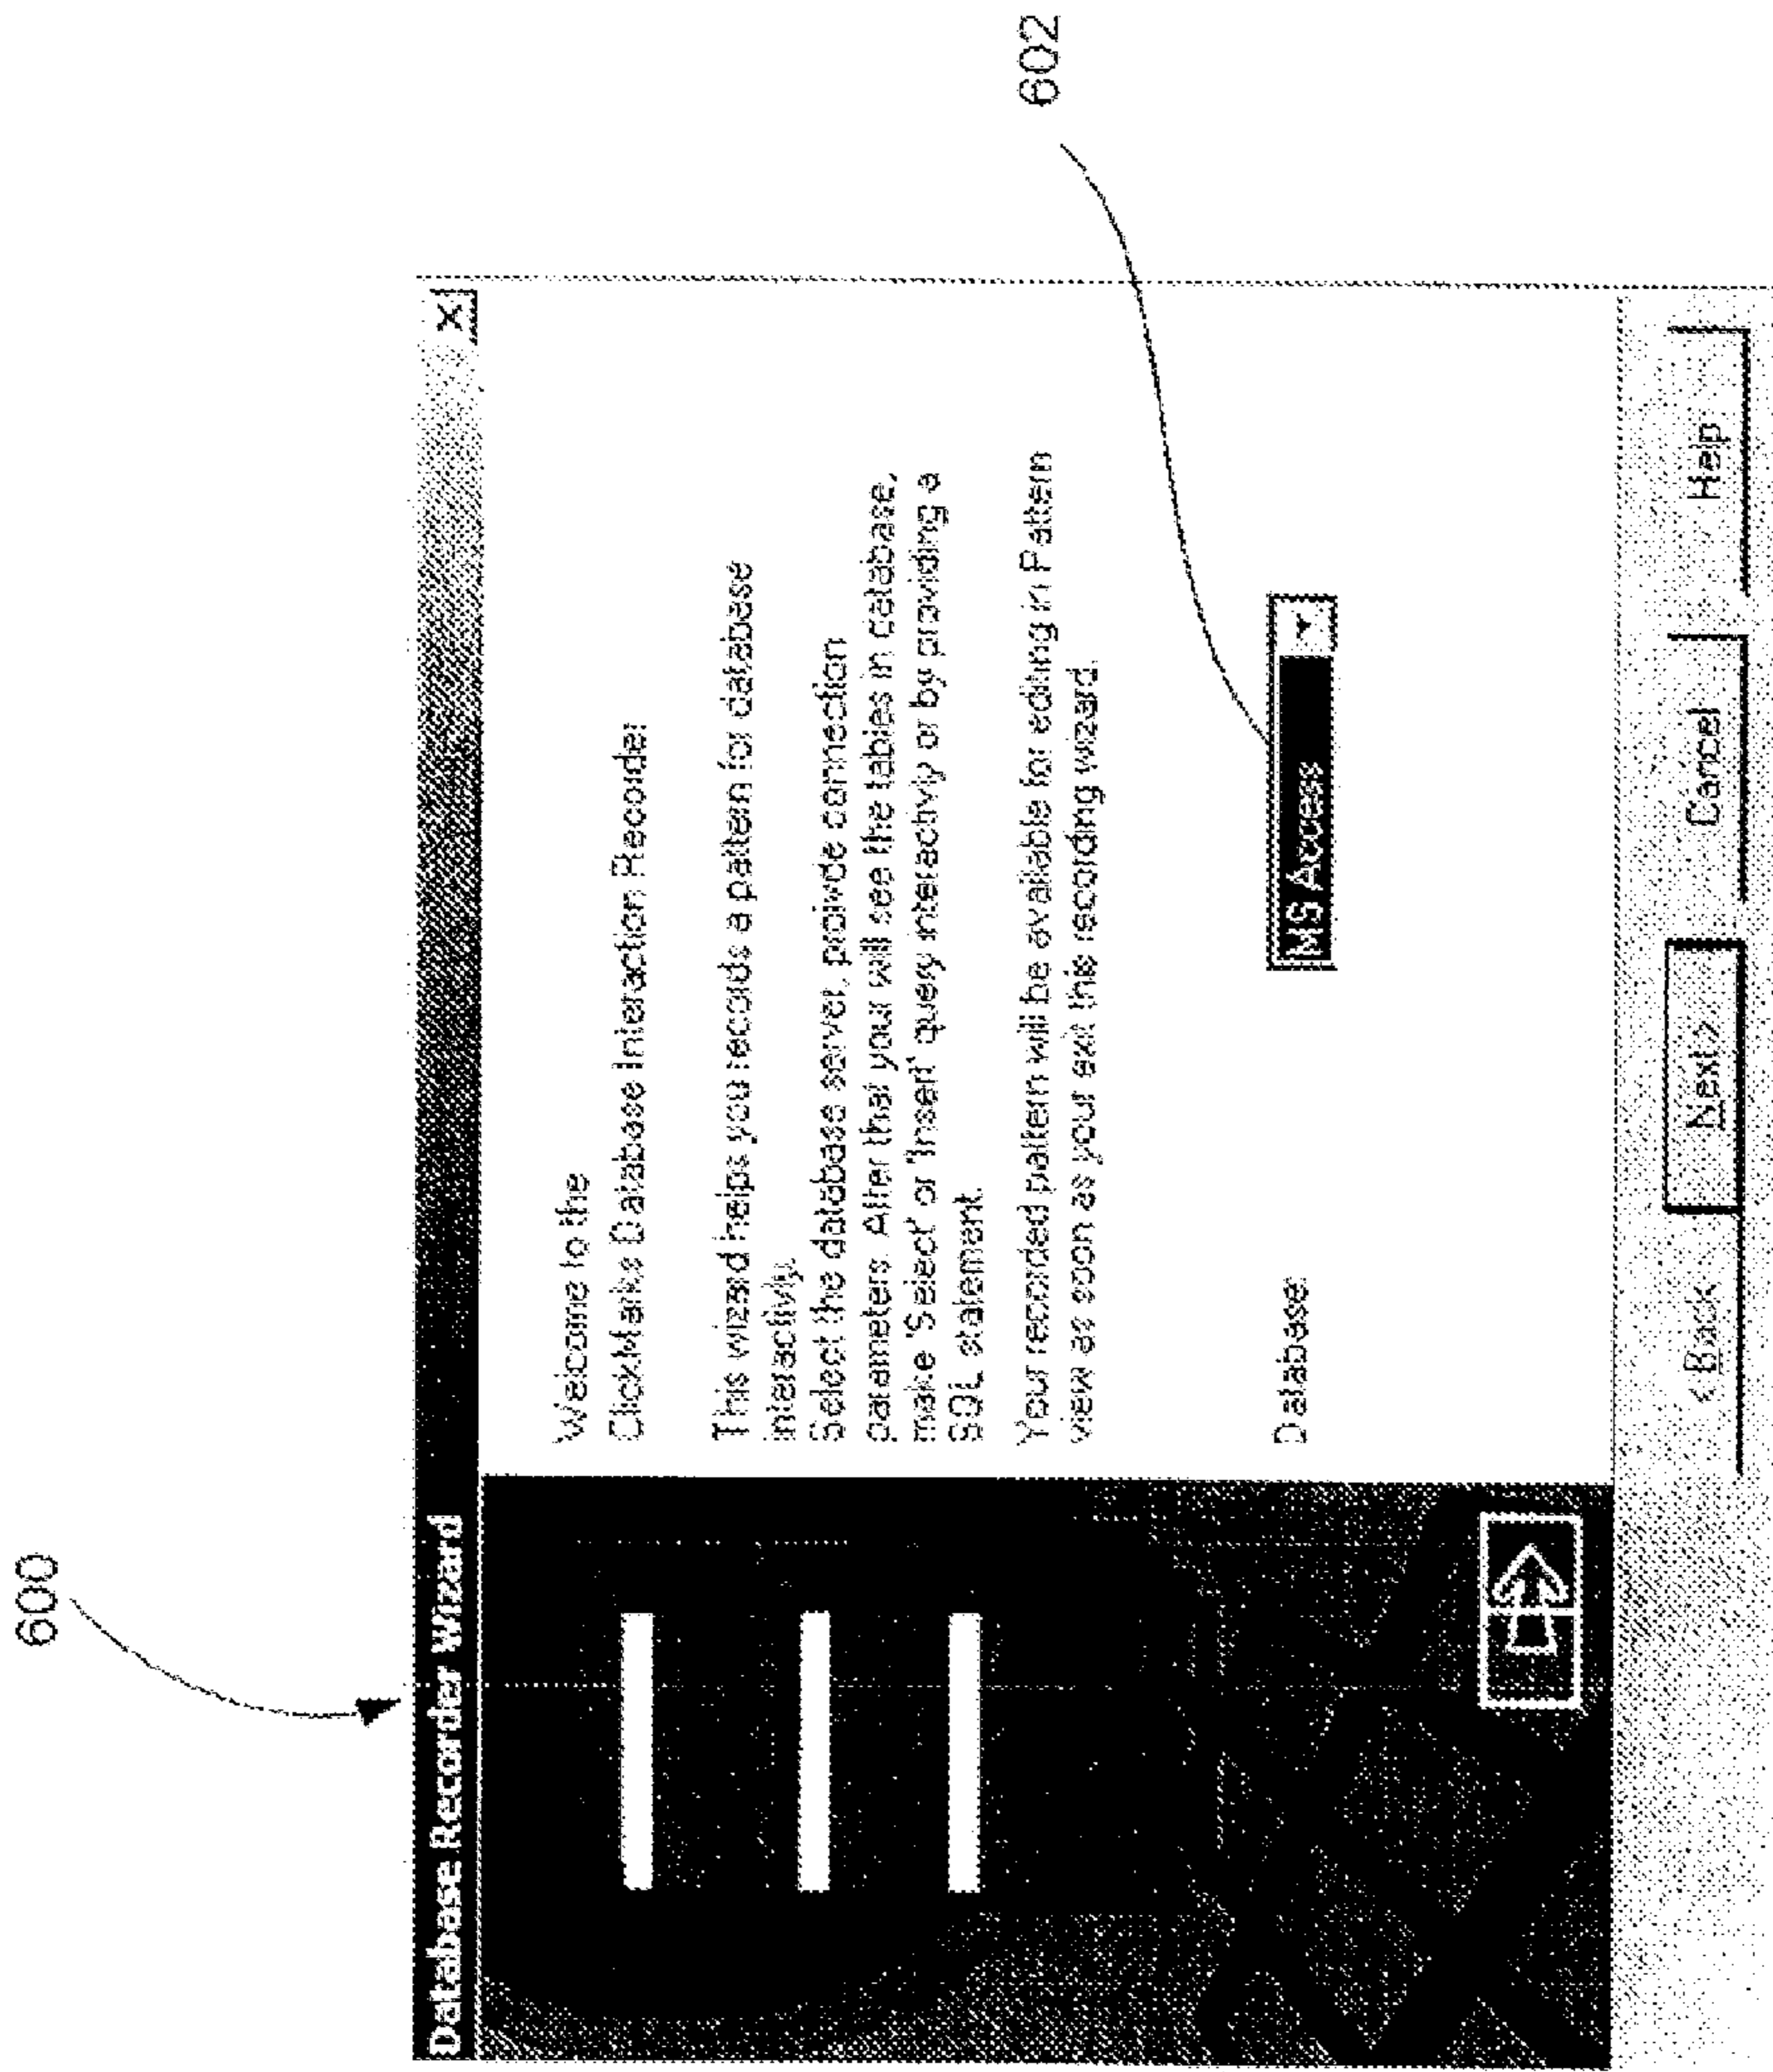 600
Database Recorder Wizard
Welcome to the
ClickMarks Database Interaction Recorder
This wizard helps you records a pattern for database
interactivly.
Select the database server, proivde connection
parameters. After that your will see the tables in database,
make 'Select' or 'Insert' query interactivly or by providing a
SQL statement.
Your recorded pattern will be available for editing in Pattern
view as soon as your exit this recording wizard.
Database
MS Access
602
< Back
Next>
Cancel
Help